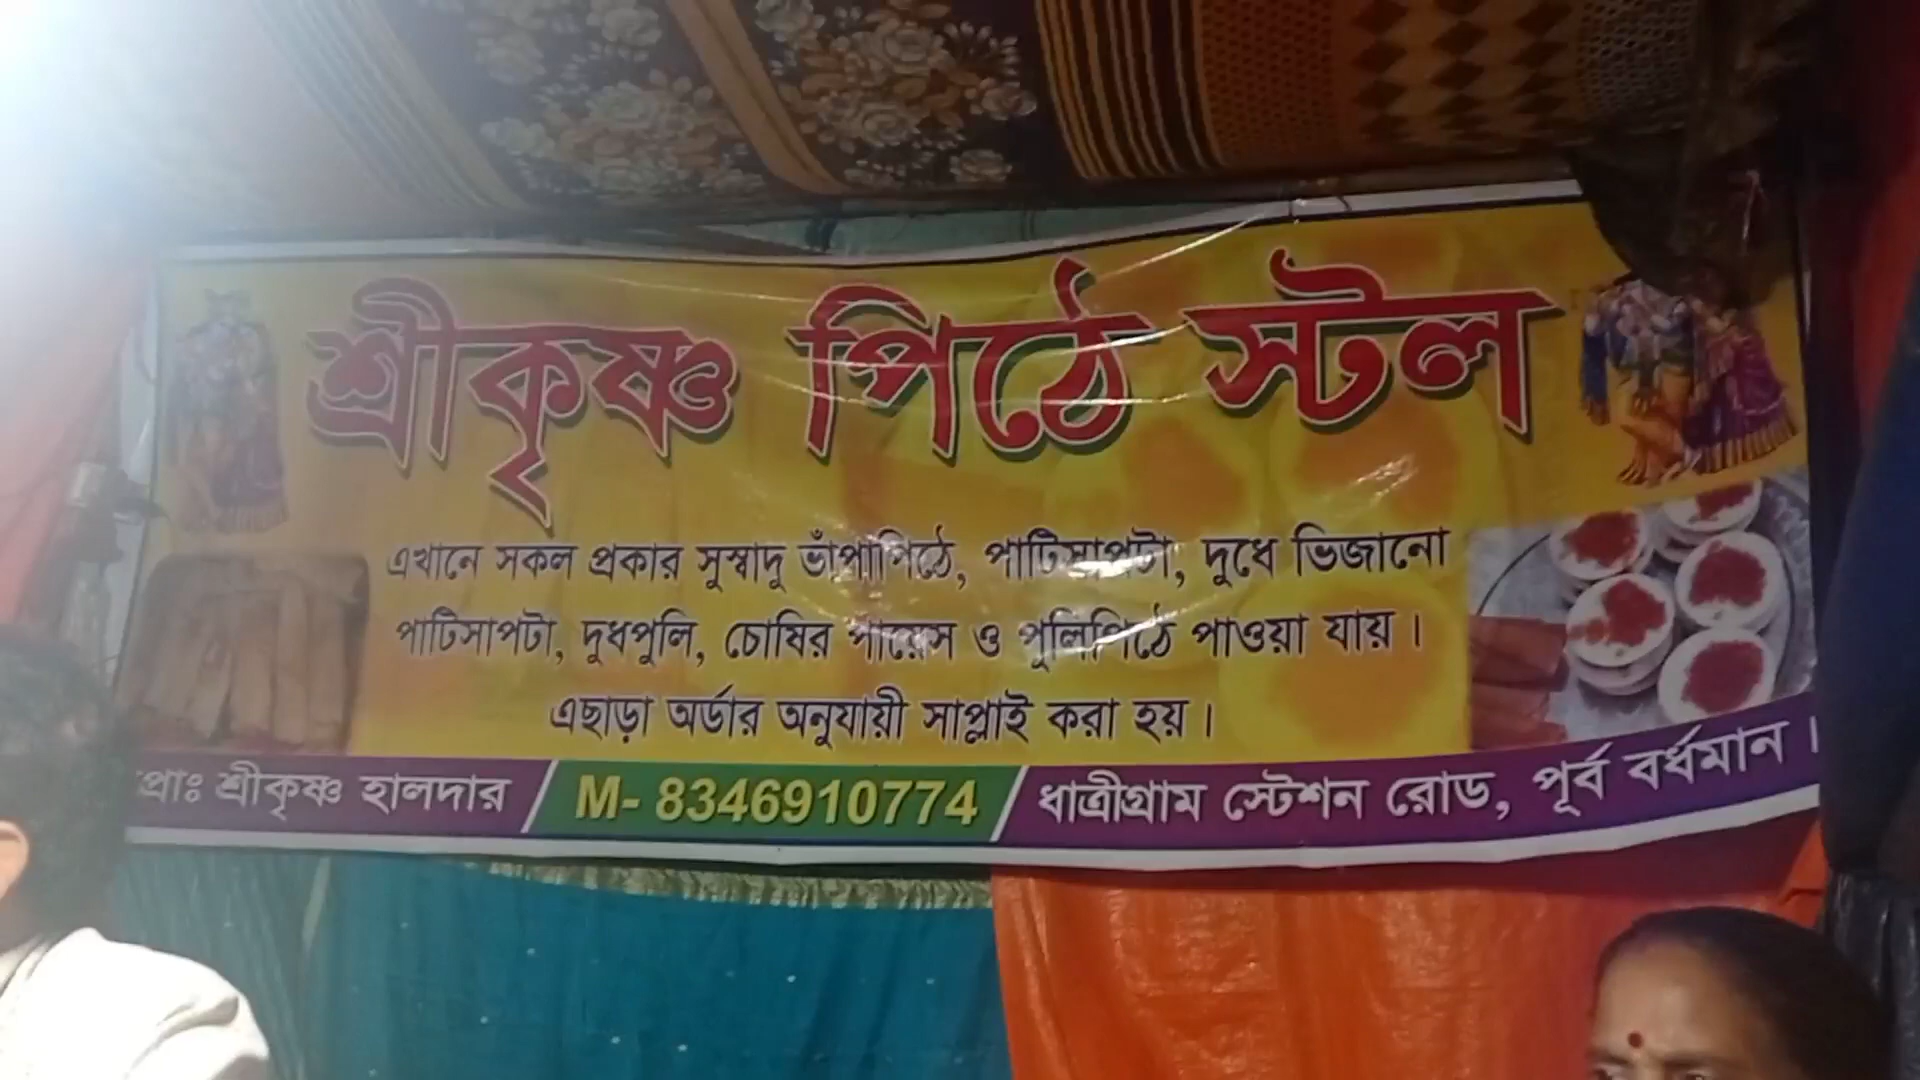 শ্রীকৃষ্ণ পিঠে স্টল
এখানে সকল প্রকার সুস্বাদু ভাঁপাপিঠে, পাটিসাপটা, দুধে ভিজানো
পাটিসাপটা, দুধপুলি, চোষির পায়েস ও পুলিপিঠে পাওয়া যায় ।
এছাড়া অর্ডার অনুযায়ী সাপ্লাই করা হয় ।
প্রাঃ শ্রীকৃষ্ণ হালদার M- 8346910774 ধাত্রীগ্রাম স্টেশন রোড, পূর্ব বর্ধমান ।